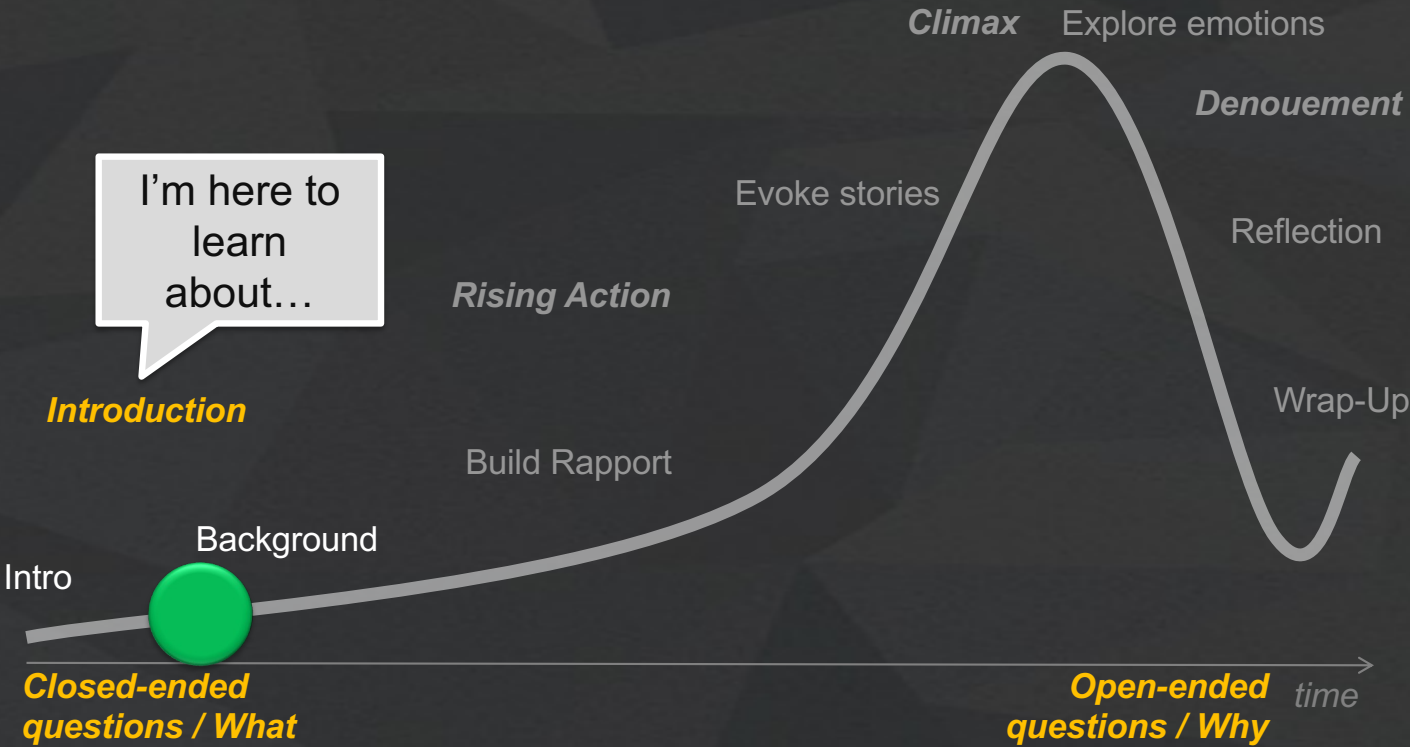 Climax
Explore emotions
Denouement
I’m here to
learn
about…
Evoke stories
Reflection
Rising Action
Introduction
Wrap-Up
Build Rapport
Background
Intro
Closed-ended
questions / What
Open-ended
questions / Why
time